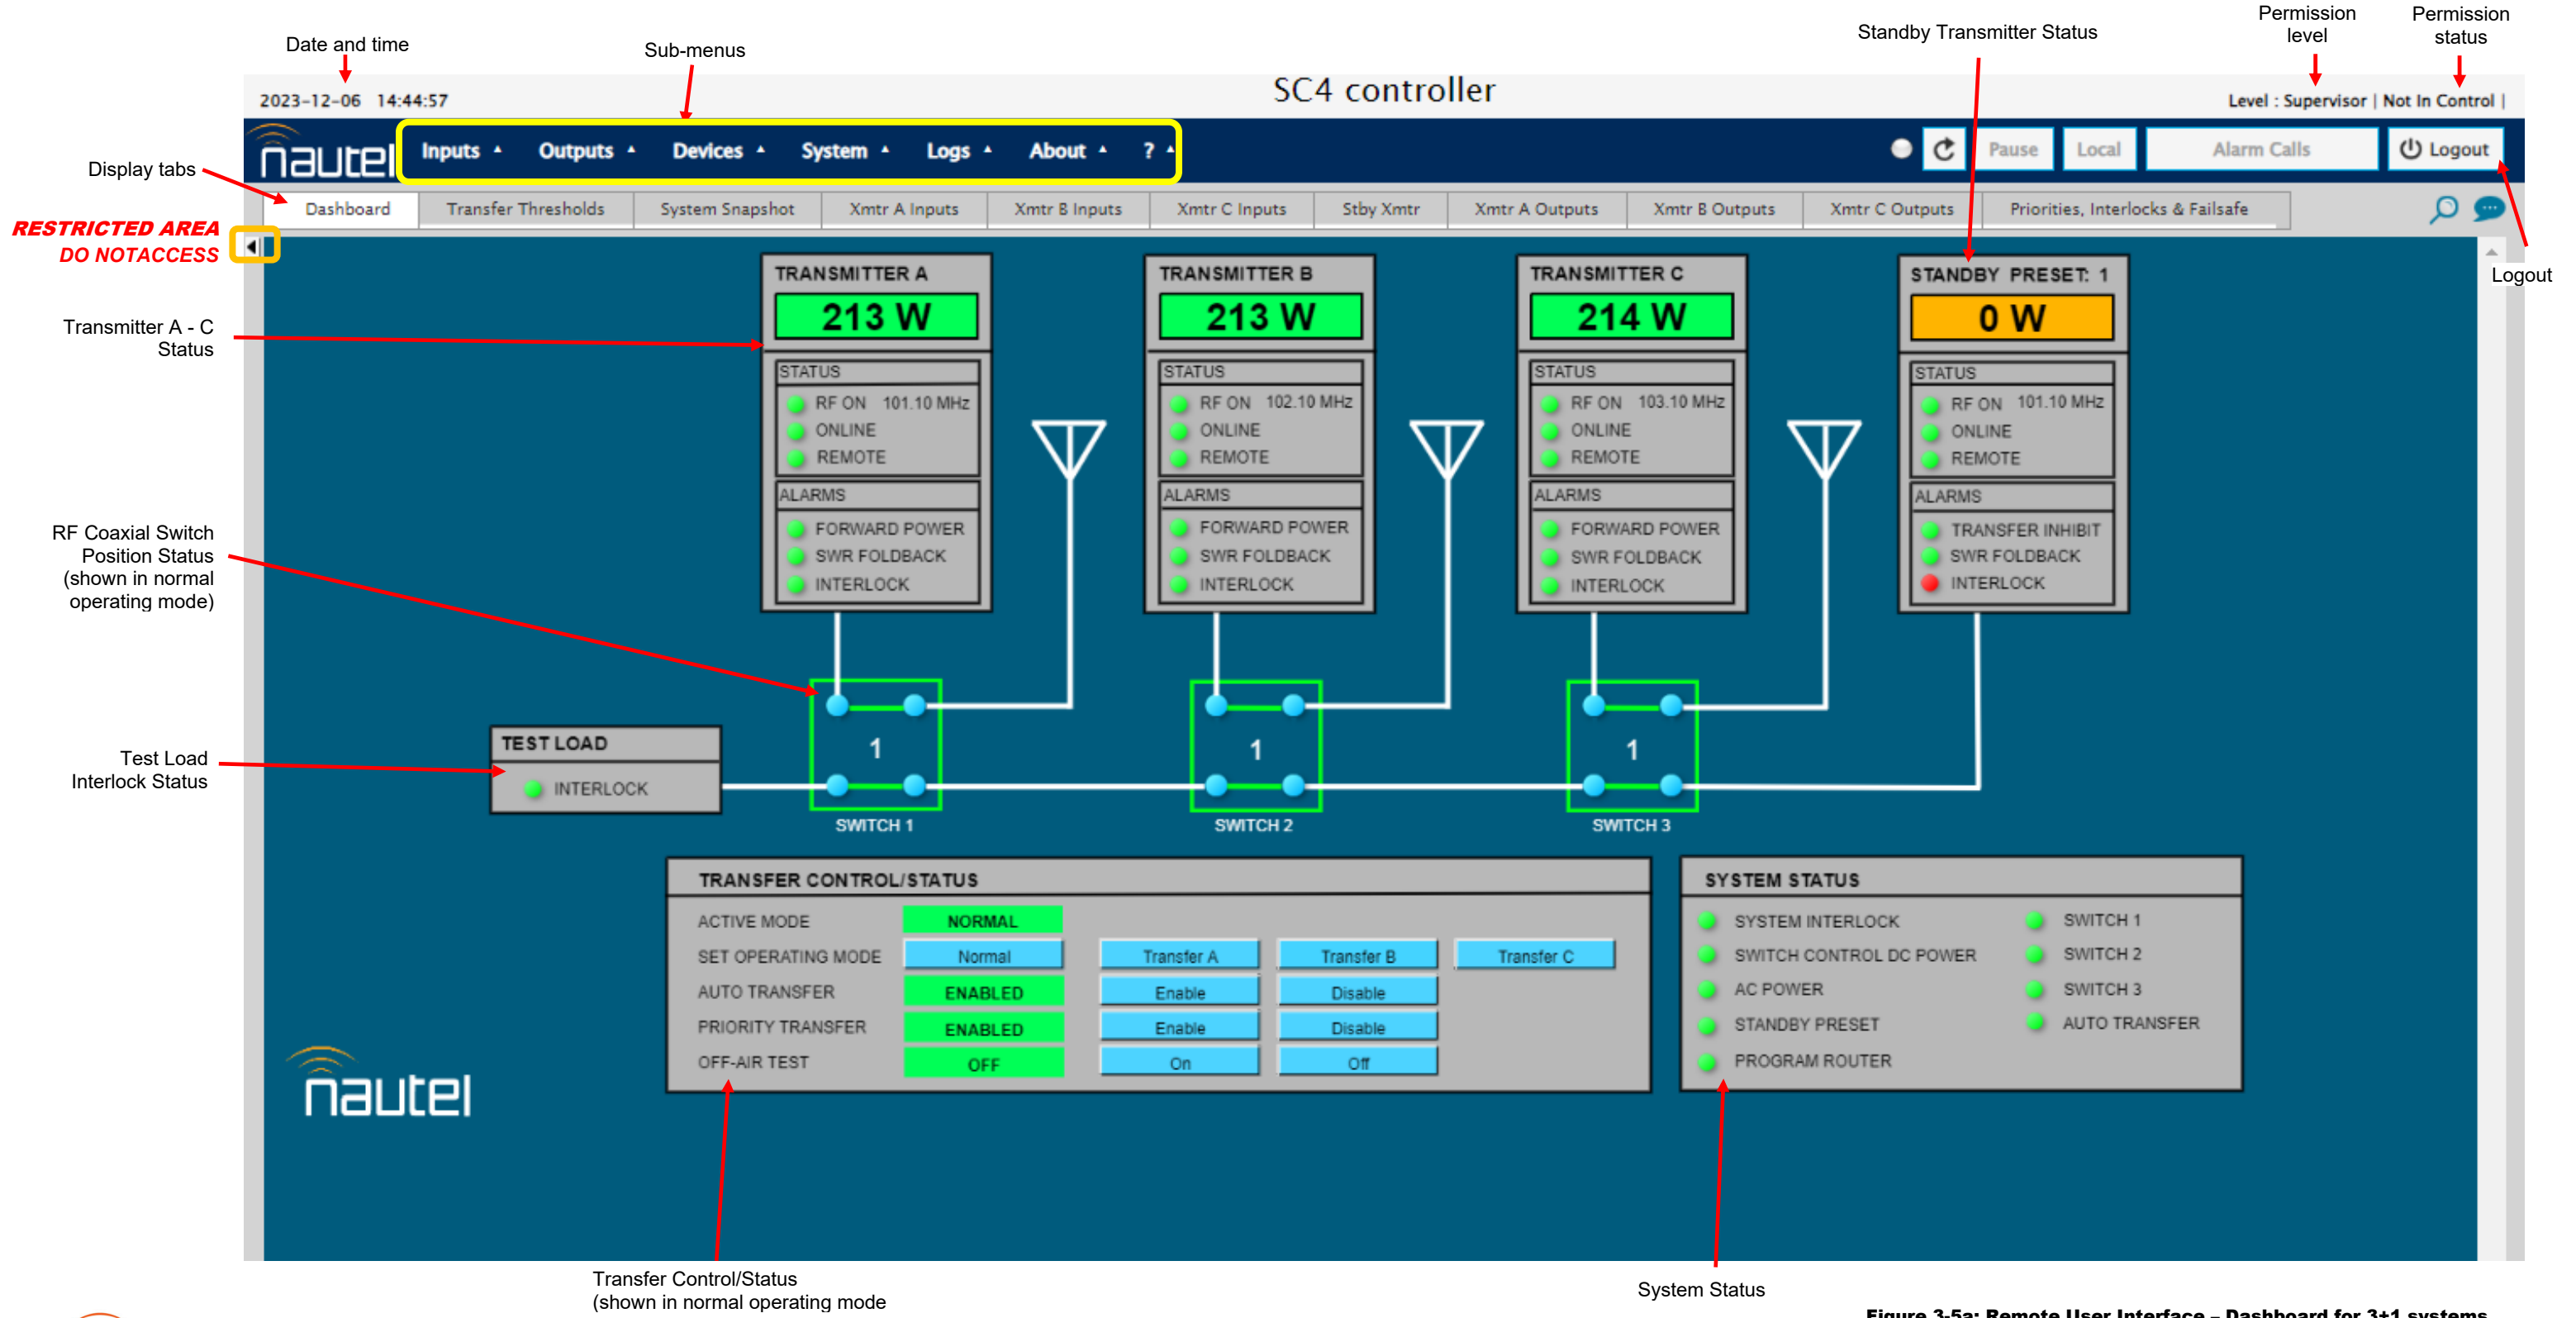 Permission level
Permission status
Standby Transmitter Status
Date and time
Sub-menus
SC4 controller
2023-12-06 14:44:57
Level : Supervisor | Not In Control |
nautel
Inputs Outputs Devices System Logs About ?
Pause Local Alarm Calls Logout
Display tabs
Dashboard Transfer Thresholds System Snapshot Xmtr A Inputs Xmtr B Inputs Xmtr C Inputs Stby Xmtr Xmtr A Outputs Xmtr B Outputs Xmtr C Outputs Priorities, Interlocks & Failsafe
RESTRICTED AREA
DO NOTACCESS
Logout
Transmitter A - C
Status
RF Coaxial Switch
Position Status
(shown in normal
operating mode)
Test Load
Interlock Status
TRANSMITTER A
213 W
STATUS
RF ON 101.10 MHz
ONLINE
REMOTE
ALARMS
FORWARD POWER
SWR FOLDBACK
INTERLOCK
TRANSMITTER B
213 W
STATUS
RF ON 102.10 MHz
ONLINE
REMOTE
ALARMS
FORWARD POWER
SWR FOLDBACK
INTERLOCK
TRANSMITTER C
214 W
STATUS
RF ON 103.10 MHz
ONLINE
REMOTE
ALARMS
FORWARD POWER
SWR FOLDBACK
INTERLOCK
STANDBY PRESET: 1
0 W
STATUS
RF ON 101.10 MHz
ONLINE
REMOTE
ALARMS
TRANSFER INHIBIT
SWR FOLDBACK
INTERLOCK
TEST LOAD
INTERLOCK
1
SWITCH 1
1
SWITCH 2
1
SWITCH 3
TRANSFER CONTROL/STATUS
ACTIVE MODE NORMAL
SET OPERATING MODE Normal Transfer A Transfer B Transfer C
AUTO TRANSFER ENABLED Enable Disable
PRIORITY TRANSFER ENABLED Enable Disable
OFF-AIR TEST OFF On Off
SYSTEM STATUS
SYSTEM INTERLOCK SWITCH 1
SWITCH CONTROL DC POWER SWITCH 2
AC POWER SWITCH 3
STANDBY PRESET AUTO TRANSFER
PROGRAM ROUTER
nautel
Transfer Control/Status
(shown in normal operating mode
System Status
Figure 3-5a: Remote User Interface – Dashboard for 3+1 systems